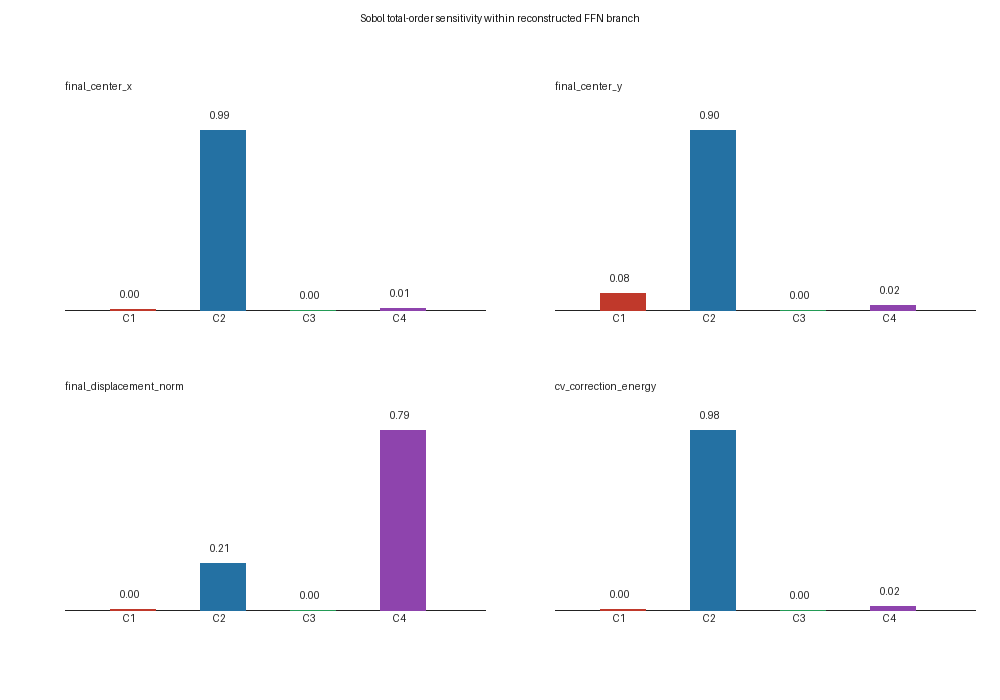 Sobol total-order sensitivity within reconstructed FFN branch
final_center_x
0.99
0.00
0.00
0.01
C1 C2 C3 C4
final_center_y
0.90
0.08
0.00
0.02
C1 C2 C3 C4
final_displacement_norm
0.79
0.21
0.00
0.00
C1 C2 C3 C4
cv_correction_energy
0.98
0.00
0.00
0.02
C1 C2 C3 C4